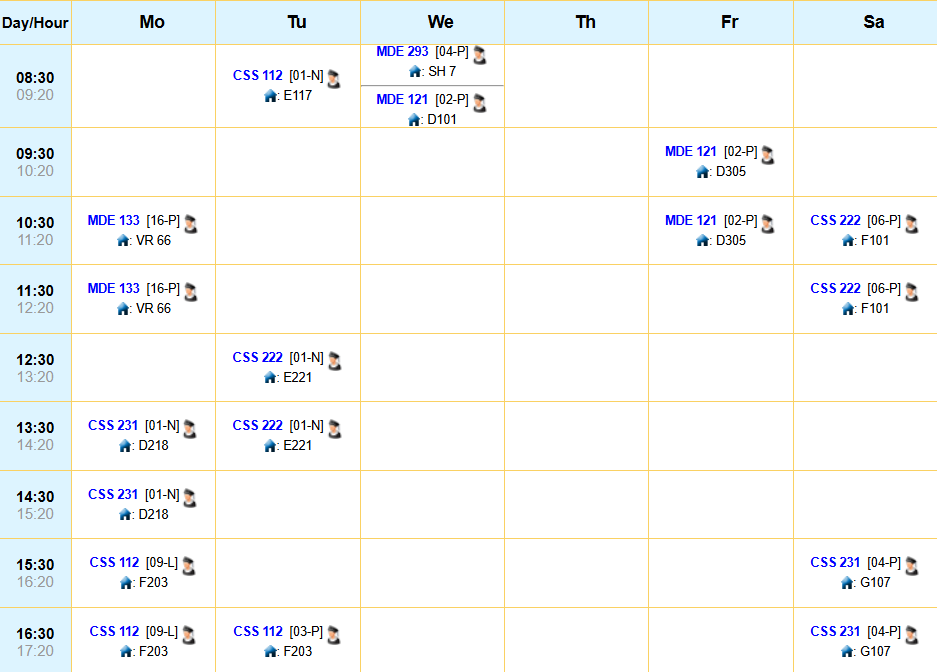 Day/Hour Mo Tu We Th Fr Sa
08:30
09:20
CSS 112 [01-N]
: E117
MDE 293 [04-P]
: SH 7
MDE 121 [02-P]
: D101
09:30
10:20
MDE 121 [02-P]
: D305
10:30
11:20
MDE 133 [16-P]
: VR 66
MDE 121 [02-P]
: D305
CSS 222 [06-P]
: F101
11:30
12:20
MDE 133 [16-P]
: VR 66
CSS 222 [06-P]
: F101
12:30
13:20
CSS 222 [01-N]
: E221
13:30
14:20
CSS 231 [01-N]
: D218
CSS 222 [01-N]
: E221
14:30
15:20
CSS 231 [01-N]
: D218
15:30
16:20
CSS 112 [09-L]
: F203
CSS 231 [04-P]
: G107
16:30
17:20
CSS 112 [09-L]
: F203
CSS 112 [03-P]
: F203
CSS 231 [04-P]
: G107